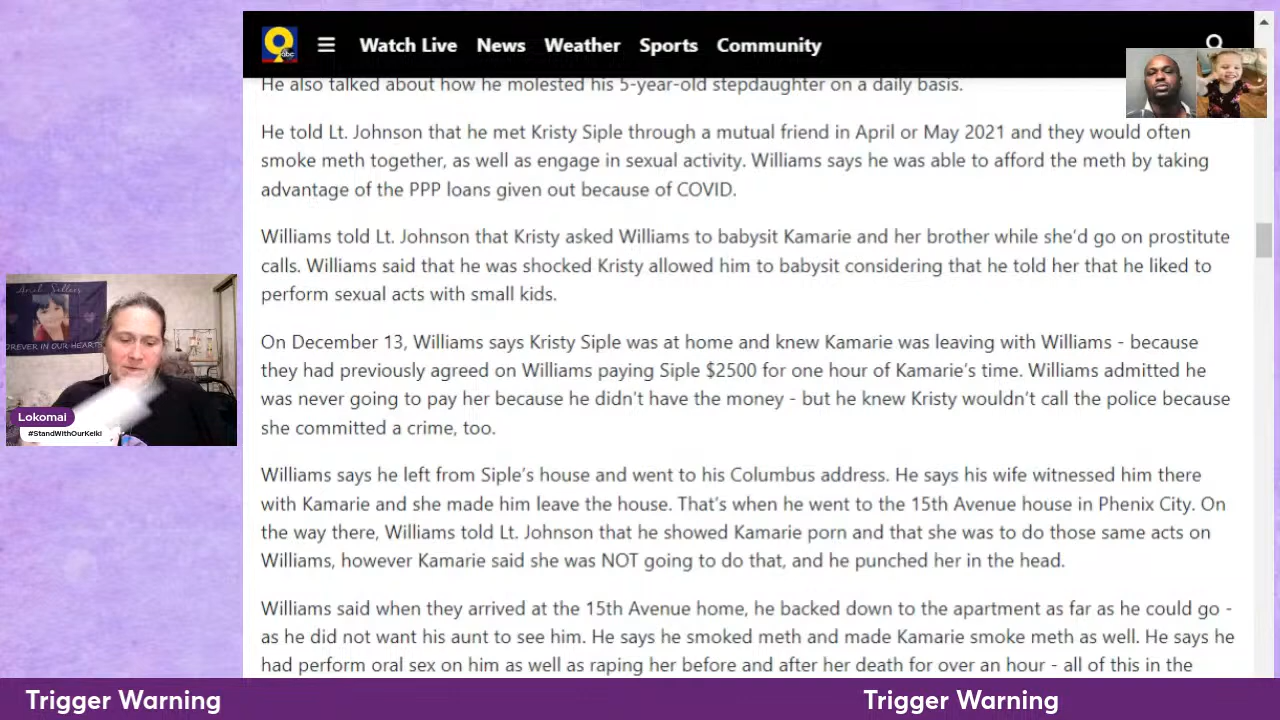 9
abc
Watch Live News Weather Sports Community
He also talked about how he molested his 5-year-old stepdaughter on a daily basis.
He told Lt. Johnson that he met Kristy Siple through a mutual friend in April or May 2021 and they would often
smoke meth together, as well as engage in sexual activity. Williams says he was able to afford the meth by taking
advantage of the PPP loans given out because of COVID.
Williams told Lt. Johnson that Kristy asked Williams to babysit Kamarie and her brother while she'd go on prostitute
calls. Williams said that he was shocked Kristy allowed him to babysit considering that he told her that he liked to
perform sexual acts with small kids.
On December 13, Williams says Kristy Siple was at home and knew Kamarie was leaving with Williams - because
they had previously agreed on Williams paying Siple $2500 for one hour of Kamarie's time. Williams admitted he
was never going to pay her because he didn't have the money - but he knew Kristy wouldn't call the police because
she committed a crime, too.
Williams says he left from Siple's house and went to his Columbus address. He says his wife witnessed him there
with Kamarie and she made him leave the house. That's when he went to the 15th Avenue house in Phenix City. On
the way there, Williams told Lt. Johnson that he showed Kamarie porn and that she was to do those same acts on
Williams, however Kamarie said she was NOT going to do that, and he punched her in the head.
Williams said when they arrived at the 15th Avenue home, he backed down to the apartment as far as he could go -
as he did not want his aunt to see him. He says he smoked meth and made Kamarie smoke meth as well. He says he
had perform oral sex on him as well as raping her before and after her death for over an hour - all of this in the
Ariel Sellers
FOREVER IN OUR HEARTS
Lokomai
#StandWithOurKeiki
Trigger Warning
Trigger Warning